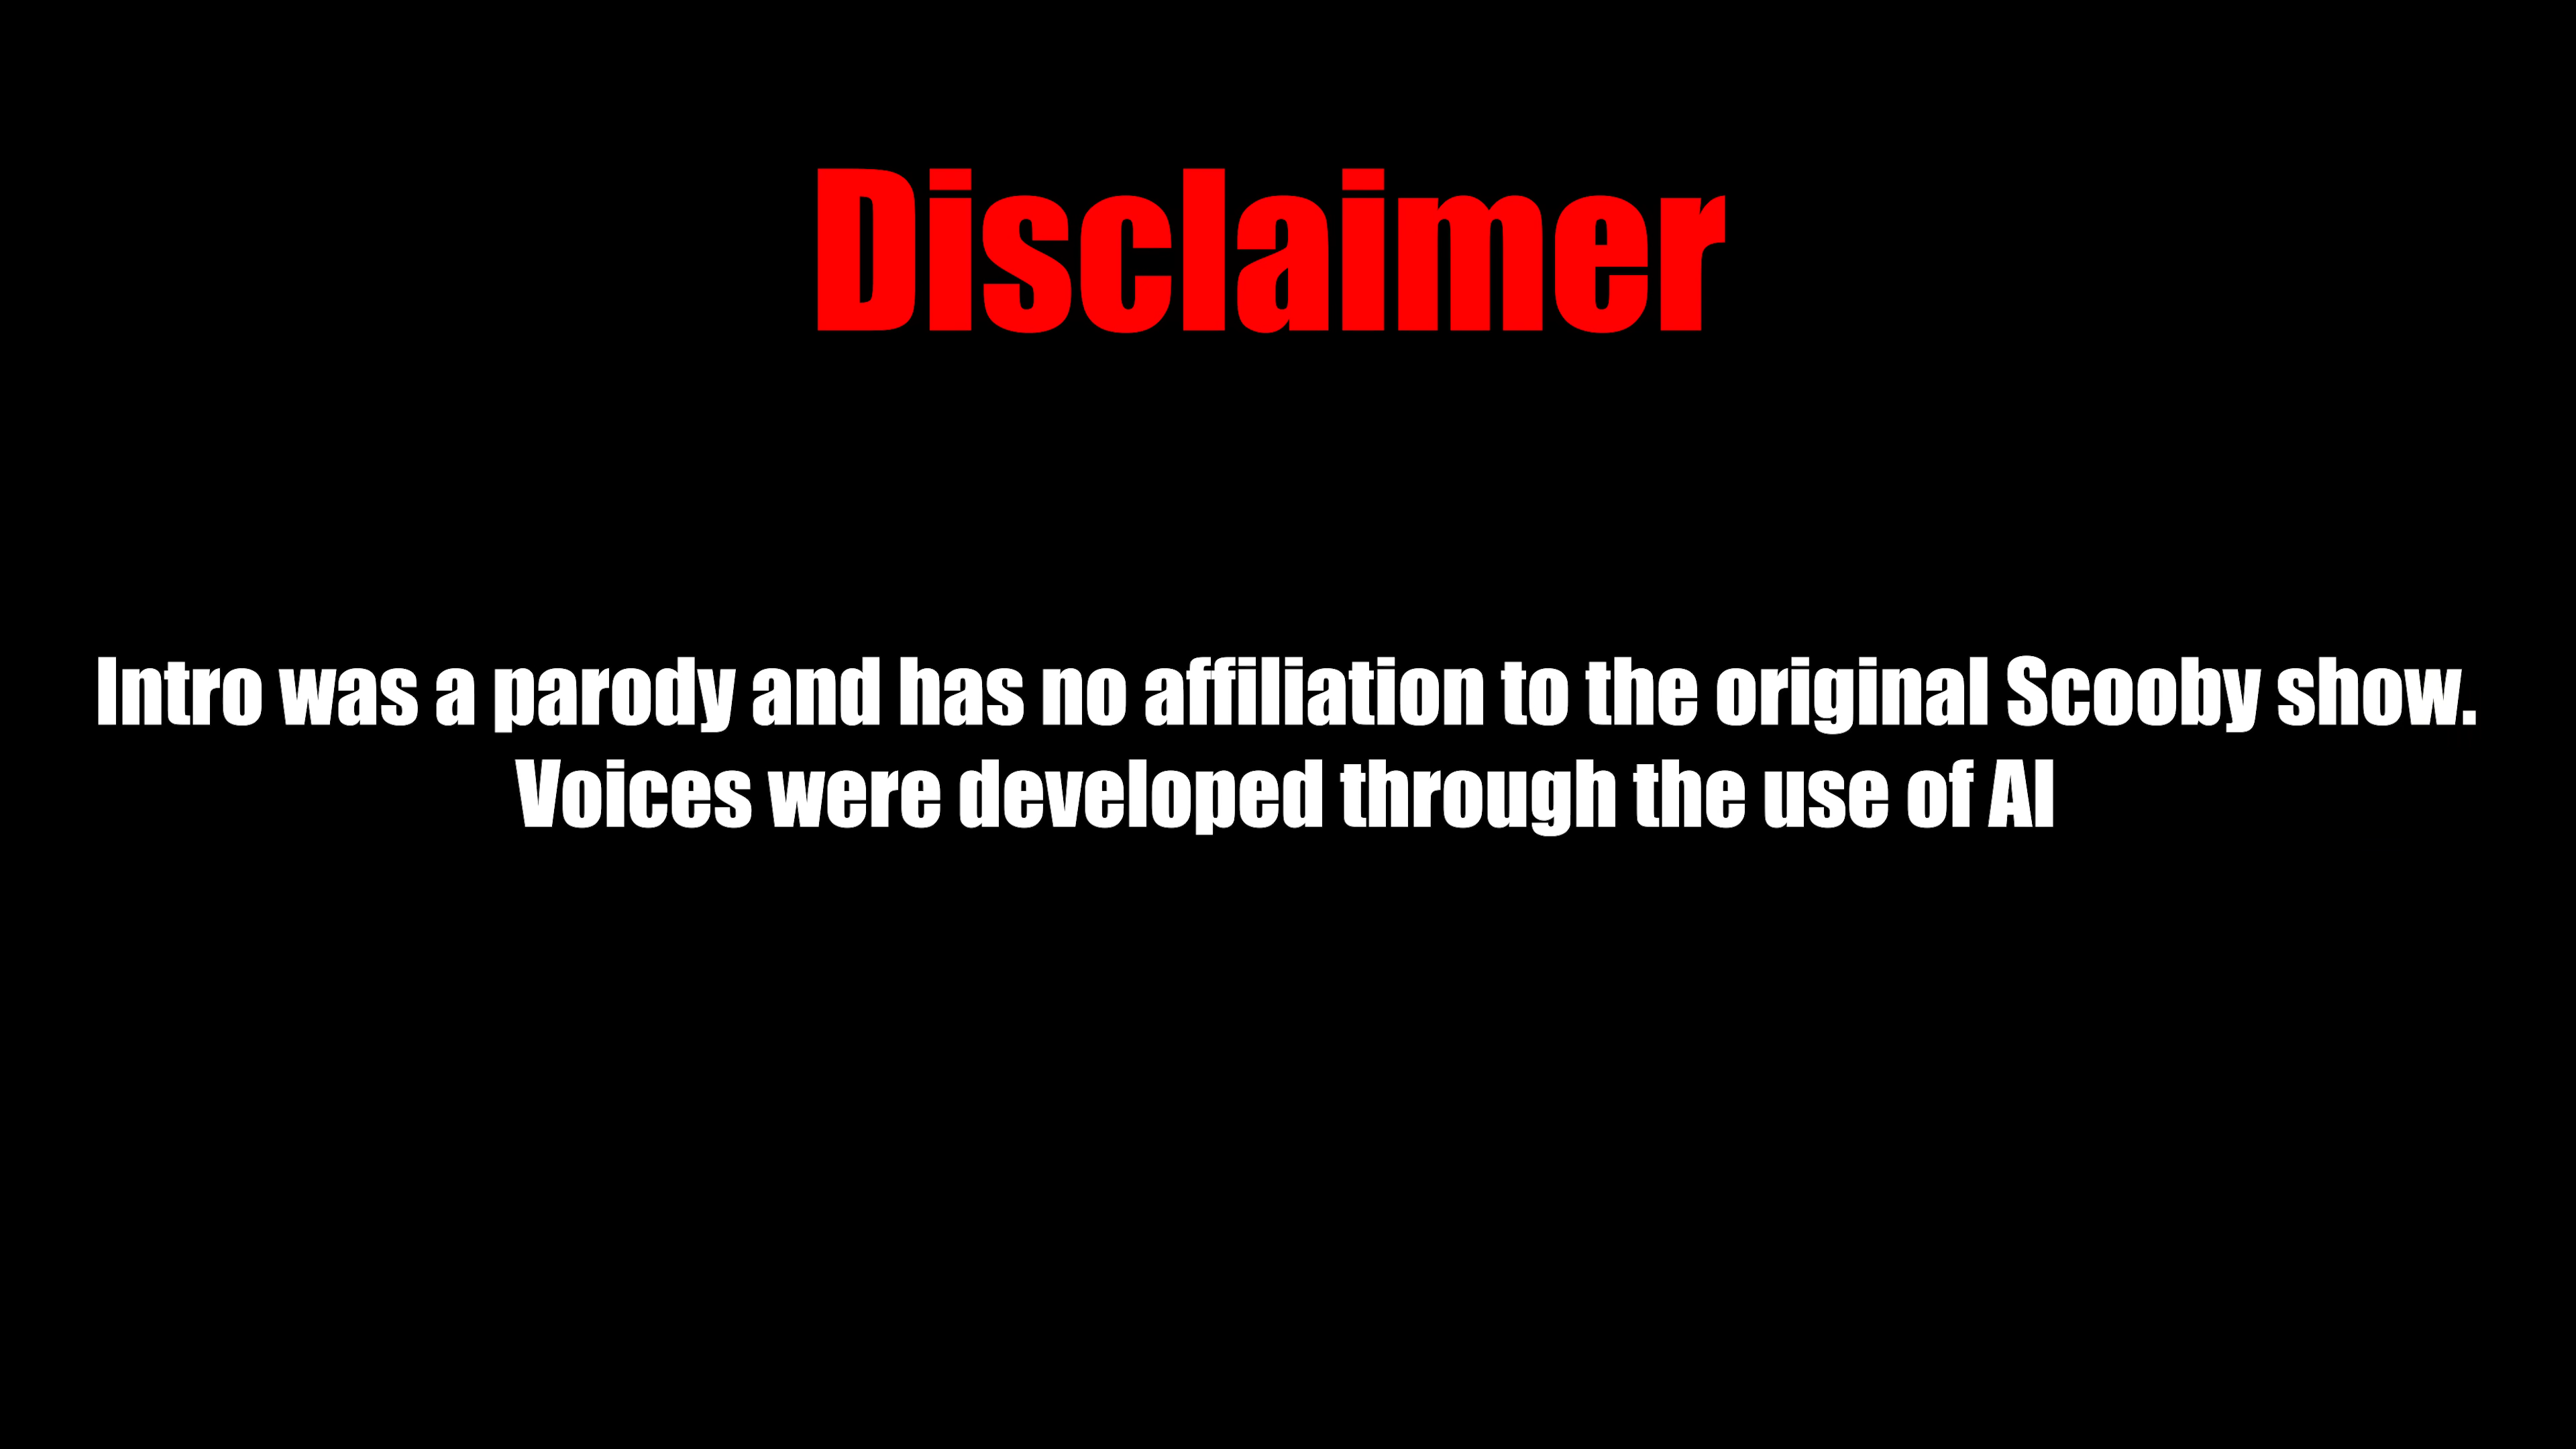 Disclaimer
Intro was a parody and has no affiliation to the original Scooby show.
Voices were developed through the use of AI